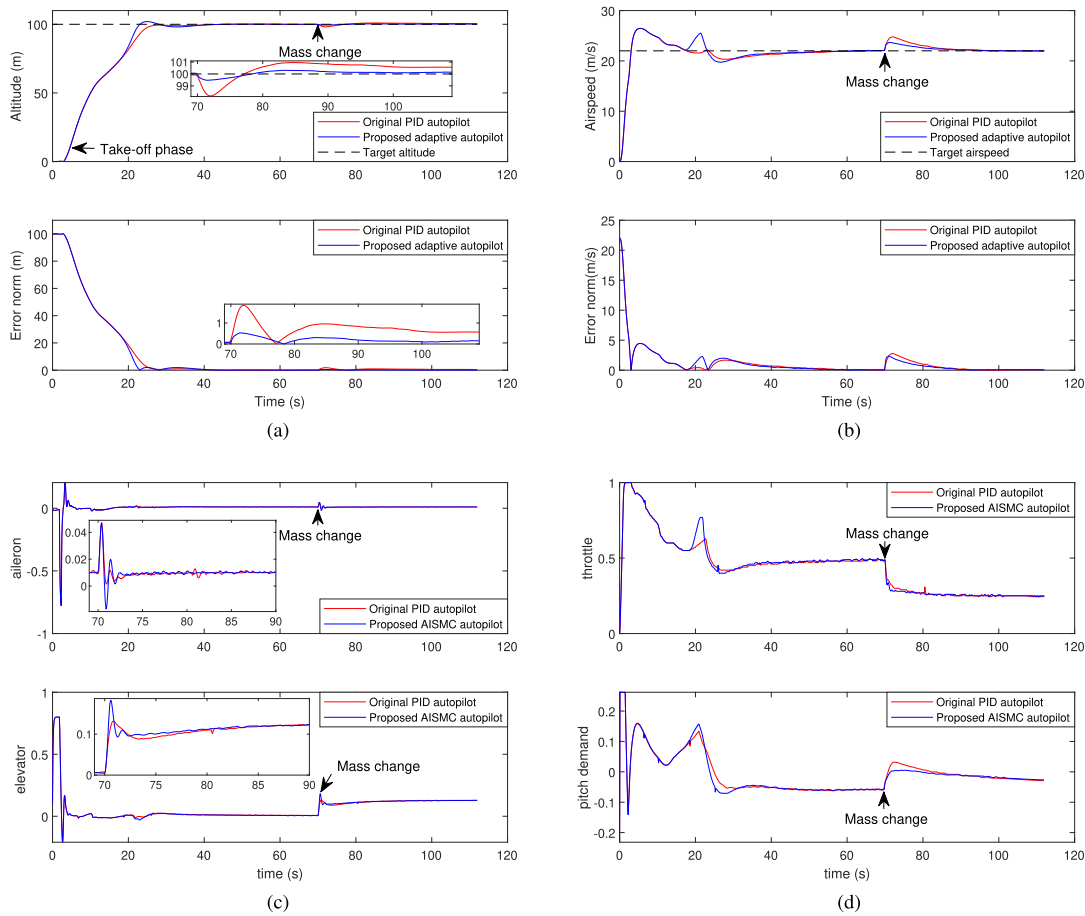 Altitude (m)
100
50
0
0 20 40 60 80 100 120
Mass change
Take-off phase
101
100
99
70 80 90 100
Original PID autopilot
Proposed adaptive autopilot
Target altitude
Error norm (m)
100
80
60
40
20
0
0 20 40 60 80 100 120
Time (s)
Original PID autopilot
Proposed adaptive autopilot
1
0
70 80 90 100
(a)
Airspeed (m/s)
30
20
10
0
0 20 40 60 80 100 120
Mass change
Original PID autopilot
Proposed adaptive autopilot
Target airspeed
Error norm(m/s)
25
20
15
10
5
0
0 20 40 60 80 100 120
Time (s)
Original PID autopilot
Proposed adaptive autopilot
(b)
aileron
0
-0.5
-1
0 20 40 60 80 100 120
Mass change
0.04
0.02
0
70 75 80 85 90
Original PID autopilot
Proposed AISMC autopilot
elevator
1
0.5
0
0 20 40 60 80 100 120
time (s)
Original PID autopilot
Proposed AISMC autopilot
Mass change
0.1
0
70 75 80 85 90
(c)
throttle
1
0.5
0
0 20 40 60 80 100 120
Original PID autopilot
Proposed AISMC autopilot
Mass change
pitch demand
0.2
0.1
0
-0.1
-0.2
0 20 40 60 80 100 120
time (s)
Original PID autopilot
Proposed AISMC autopilot
Mass change
(d)